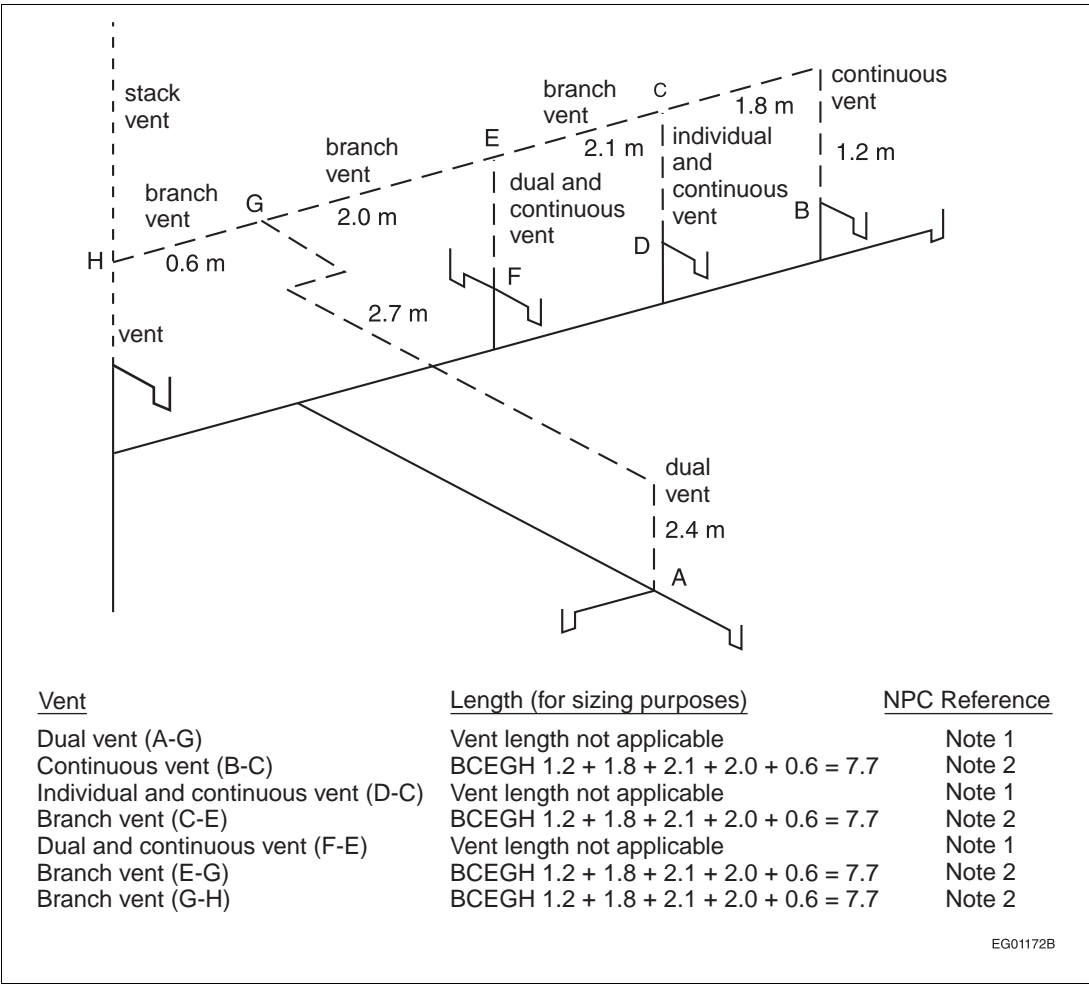 stack
vent
branch
vent
C
1.8 m
continuous
vent
branch
vent
E
2.1 m
individual
and
continuous
vent
1.2 m
branch
vent
G
2.0 m
dual and
continuous
vent
B
H
0.6 m
D
F
vent
2.7 m
dual
vent
2.4 m
A
Vent Length (for sizing purposes) NPC Reference
Dual vent (A-G) Vent length not applicable Note 1
Continuous vent (B-C) BCEGH 1.2 + 1.8 + 2.1 + 2.0 + 0.6 = 7.7 Note 2
Individual and continuous vent (D-C) Vent length not applicable Note 1
Branch vent (C-E) BCEGH 1.2 + 1.8 + 2.1 + 2.0 + 0.6 = 7.7 Note 2
Dual and continuous vent (F-E) Vent length not applicable Note 1
Branch vent (E-G) BCEGH 1.2 + 1.8 + 2.1 + 2.0 + 0.6 = 7.7 Note 2
Branch vent (G-H) BCEGH 1.2 + 1.8 + 2.1 + 2.0 + 0.6 = 7.7 Note 2
EG01172B